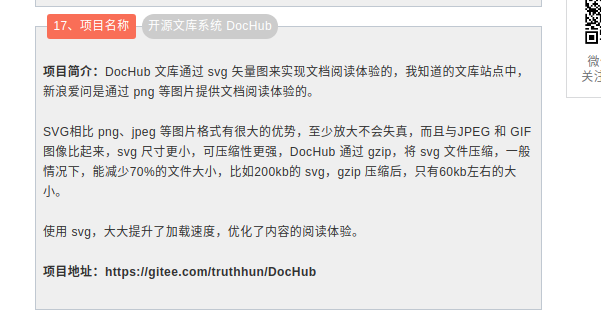 17、项目名称 开源文库系统 DocHub
项目简介：DocHub 文库通过 svg 矢量图来实现文档阅读体验的，我知道的文库站点中，
新浪爱问是通过 png 等图片提供文档阅读体验的。
SVG相比 png、jpeg 等图片格式有很大的优势，至少放大不会失真，而且与JPEG 和 GIF
图像比起来，svg 尺寸更小，可压缩性更强，DocHub 通过 gzip，将 svg 文件压缩，一般
情况下，能减少70%的文件大小，比如200kb的 svg，gzip 压缩后，只有60kb左右的大
小。
使用 svg，大大提升了加载速度，优化了内容的阅读体验。
项目地址：https://gitee.com/truthhun/DocHub
微
关注